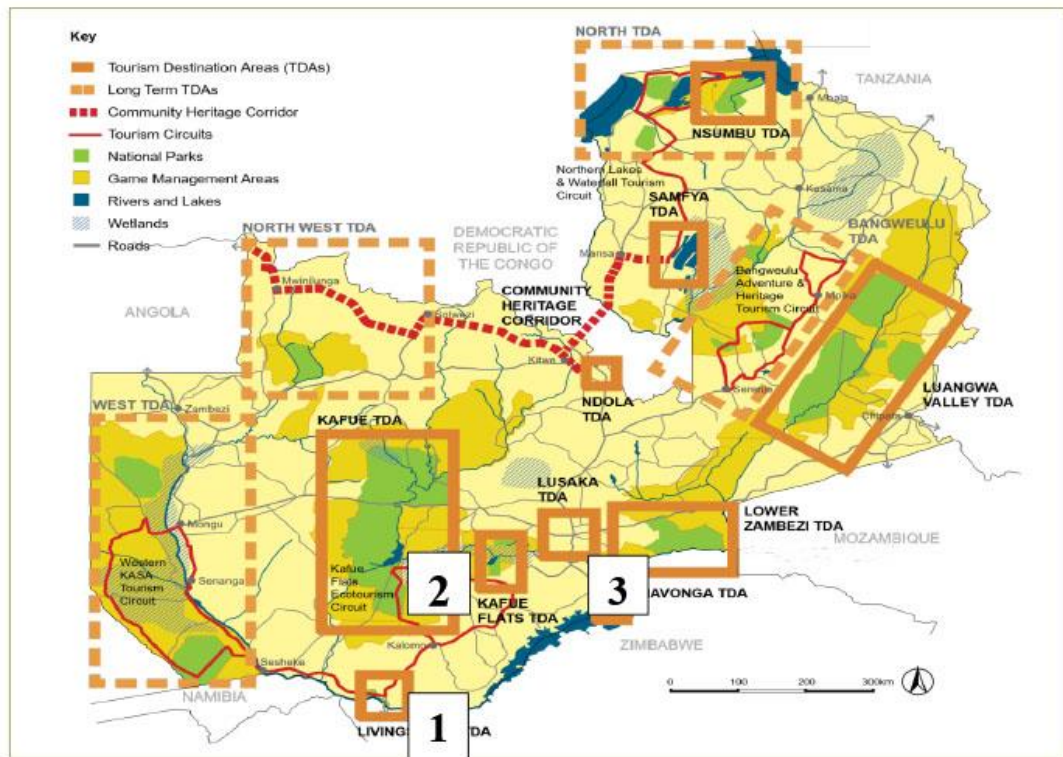 Key
Tourism Destination Areas (TDAs)
Long Term TDAs
Community Heritage Corridor
Tourism Circuits
National Parks
Game Management Areas
Rivers and Lakes
Wetlands
Roads
NORTH TDA
TANZANIA
Mbala
NSUMBU TDA
Northern Lakes
& Waterfall Tourism
Circuit
Kasama
SAMFYA
TDA
BANGWEULU
TDA
NORTH WEST TDA
DEMOCRATIC
REPUBLIC OF
THE CONGO
Mansa
Bangweulu
Adventure &
Heritage
Tourism Circuit
Mpika
ANGOLA
Mwinilunga
Solwezi
COMMUNITY
HERITAGE
CORRIDOR
Kitwe
NDOLA
TDA
Serenje
LUANGWA
VALLEY TDA
Chipata
WEST TDA
Zambezi
KAFUE TDA
LUSAKA
TDA
LOWER
ZAMBEZI TDA
MOZAMBIQUE
Mongu
Western
KASA
Tourism
Circuit
Senanga
Kafue
Flats
Ecotourism
Circuit
2
KAFUE
FLATS TDA
3
AVONGA TDA
ZIMBABWE
Kalomo
Sesheke
NAMIBIA
LIVINGS
1
DA
0 100 200 300km